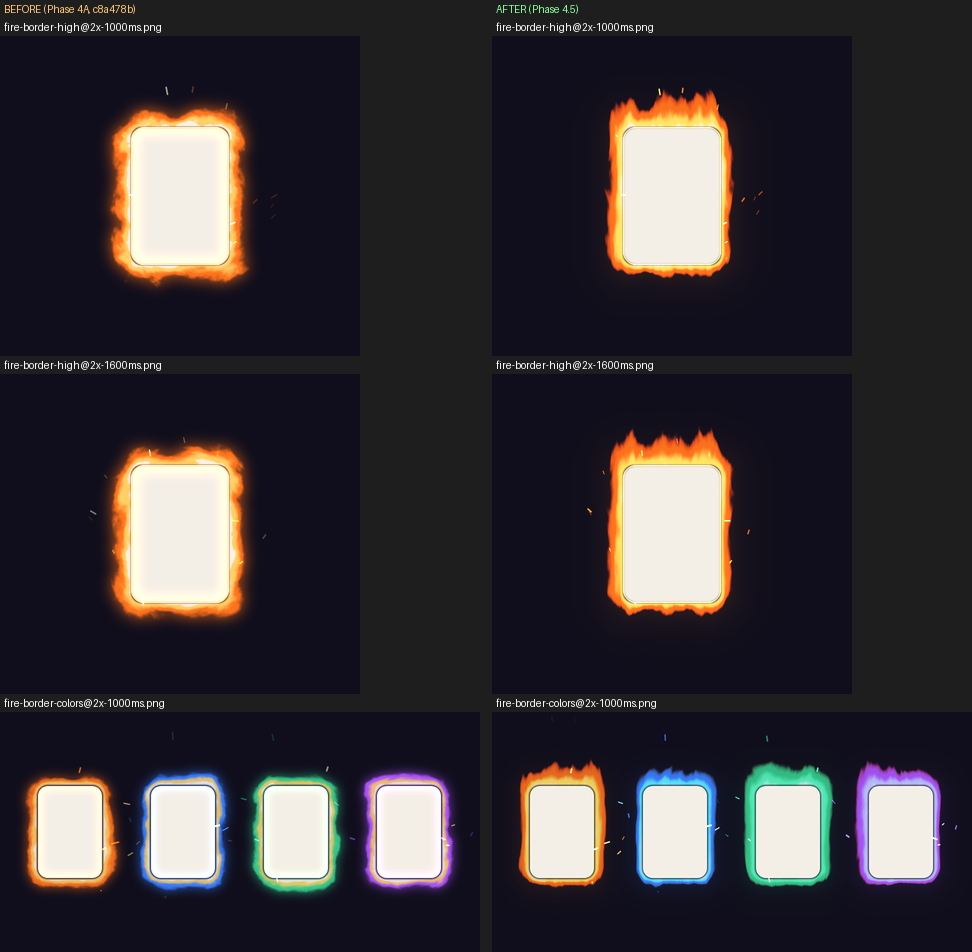 BEFORE (Phase 4A, c8a478b)
AFTER (Phase 4.5)
fire-border-high@2x-1000ms.png
fire-border-high@2x-1000ms.png
fire-border-high@2x-1600ms.png
fire-border-high@2x-1600ms.png
fire-border-colors@2x-1000ms.png
fire-border-colors@2x-1000ms.png